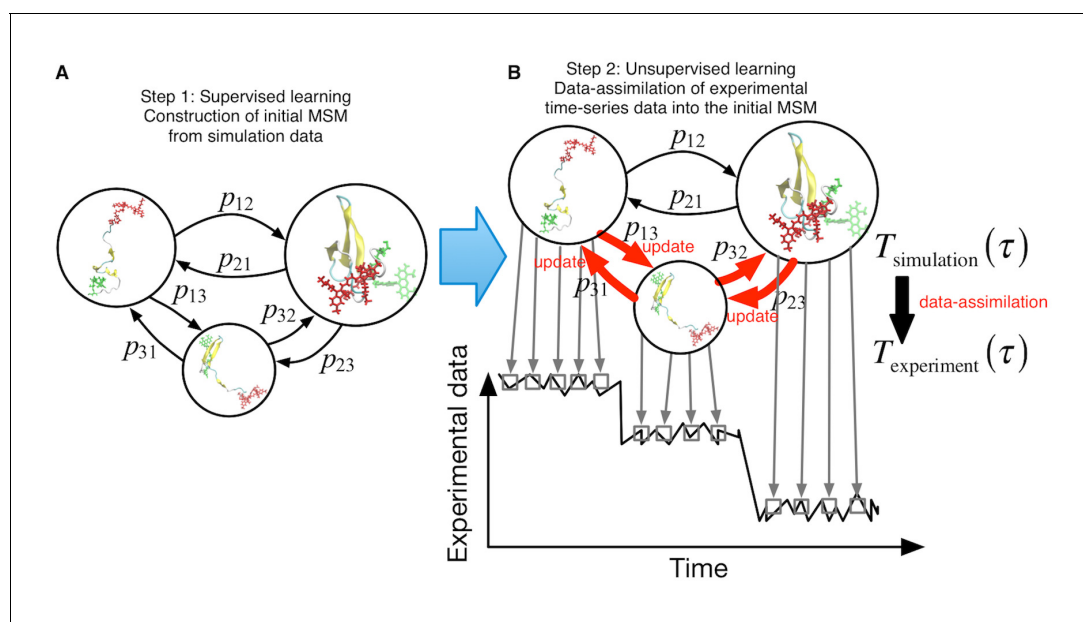 A
Step 1: Supervised learning
Construction of initial MSM
from simulation data
p12
p21
p13
p31
p32
p23
B
Step 2: Unsupervised learning
Data-assimilation of experimental
time-series data into the initial MSM
p12
p21
p13
update
update
p31
p32
p23
update
Tsimulation(τ)
data-assimilation
Texperiment(τ)
Experimental data
Time